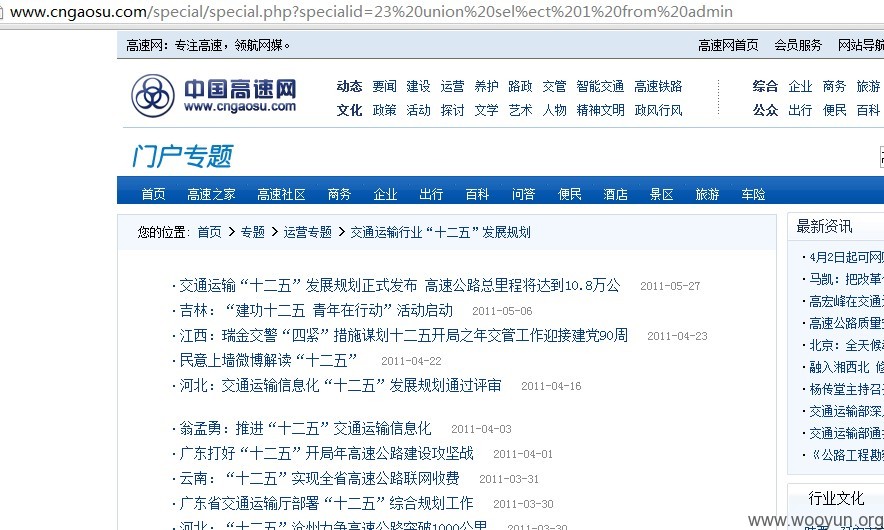 www.cngaosu.com/special/special.php?specialid=23%20union%20sel%ect%201%20from%20admin
高速网：专注高速，领航网媒。 高速网首页 会员服务 网站导航
中国高速网
www.cngaosu.com
动态 要闻 建设 运营 养护 路政 交管 智能交通 高速铁路 综合 企业 商务 旅游
文化 政策 活动 探讨 文学 艺术 人物 精神文明 政风行风 公众 出行 便民 百科
门户专题
首页 高速之家 高速社区 商务 企业 出行 百科 问答 便民 酒店 景区 旅游 车险
您的位置：首页 > 专题 > 运营专题 > 交通运输行业“十二五”发展规划
·交通运输“十二五”发展规划正式发布 高速公路总里程将达到10.8万公 2011-05-27
·吉林：“建功十二五 青年在行动”活动启动 2011-05-06
·江西：瑞金交警“四紧”措施谋划十二五开局之年交管工作迎接建党90周 2011-04-23
·民意上墙微博解读“十二五” 2011-04-22
·河北：交通运输信息化“十二五”发展规划通过评审 2011-04-16
·翁孟勇：推进“十二五”交通运输信息化 2011-04-03
·广东打好“十二五”开局年高速公路建设攻坚战 2011-04-01
·云南：“十二五”实现全省高速公路联网收费 2011-03-31
·广东省交通运输厅部署“十二五”综合规划工作 2011-03-30
·河北：“十二五”沧州力争高速公路突破1000公里 2011-03-30
最新资讯
·4月2日起可网
·马凯：把改革
·高宏峰在交通
·高速公路质量
·北京：全天候
·融入湘西北
·杨传堂主持召
·交通运输部深
·交通运输部通
·《公路工程勘
行业文化
www.wooyun.org